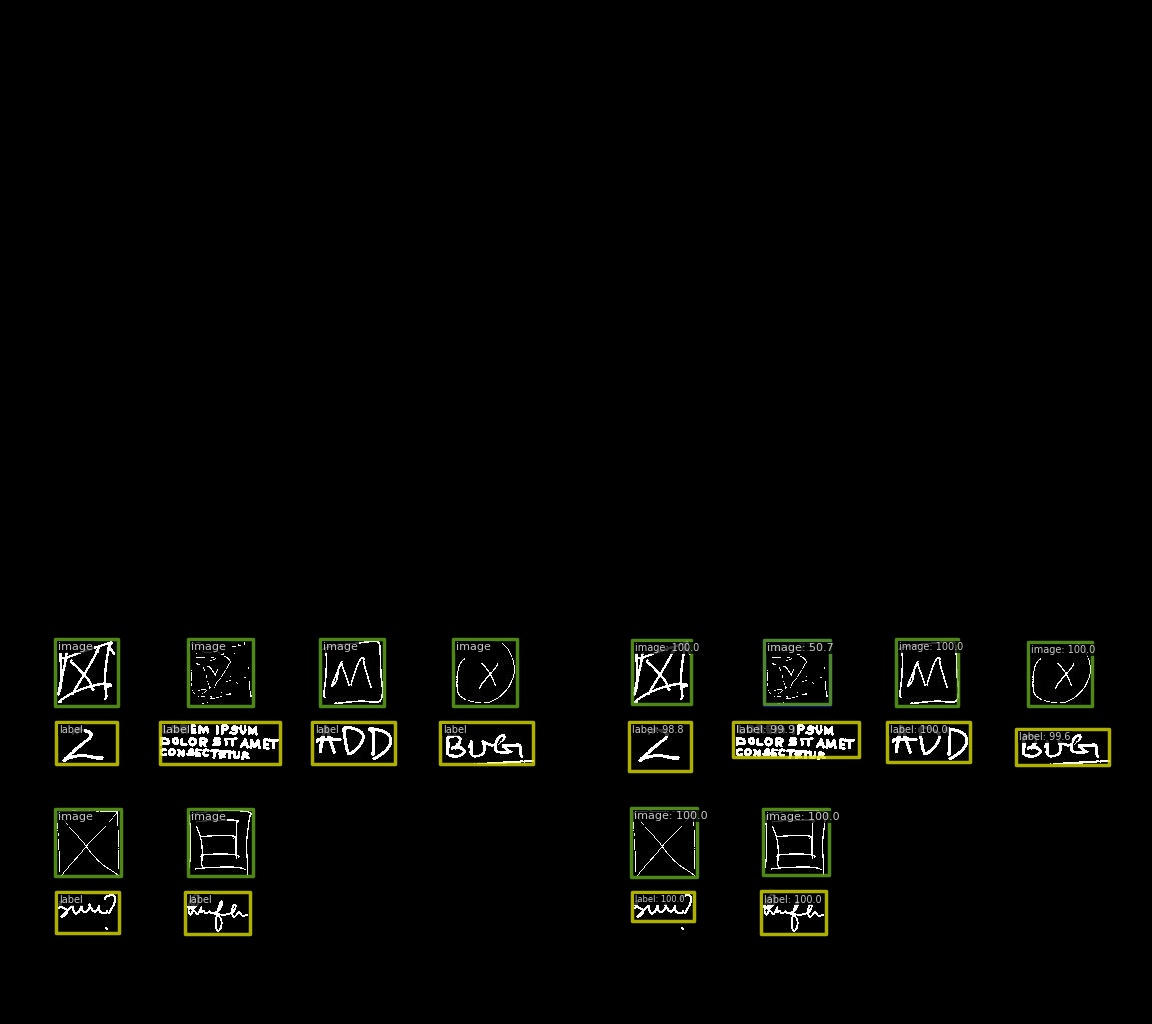 image image image image image: 100.0 image: 50.7 image: 100.0 image: 100.0
M X M X
label label label label label: 98.8 label: 99.9 label: 100.0 label: 99.6
2 EM IPSUM ADD BUG 2 PSUM
DOLOR SIT AMET DOLOR SIT AMET
CONSECTETUR CONSECTETUR
image image image: 100.0 image: 100.0
label label label: 100.0 label: 100.0